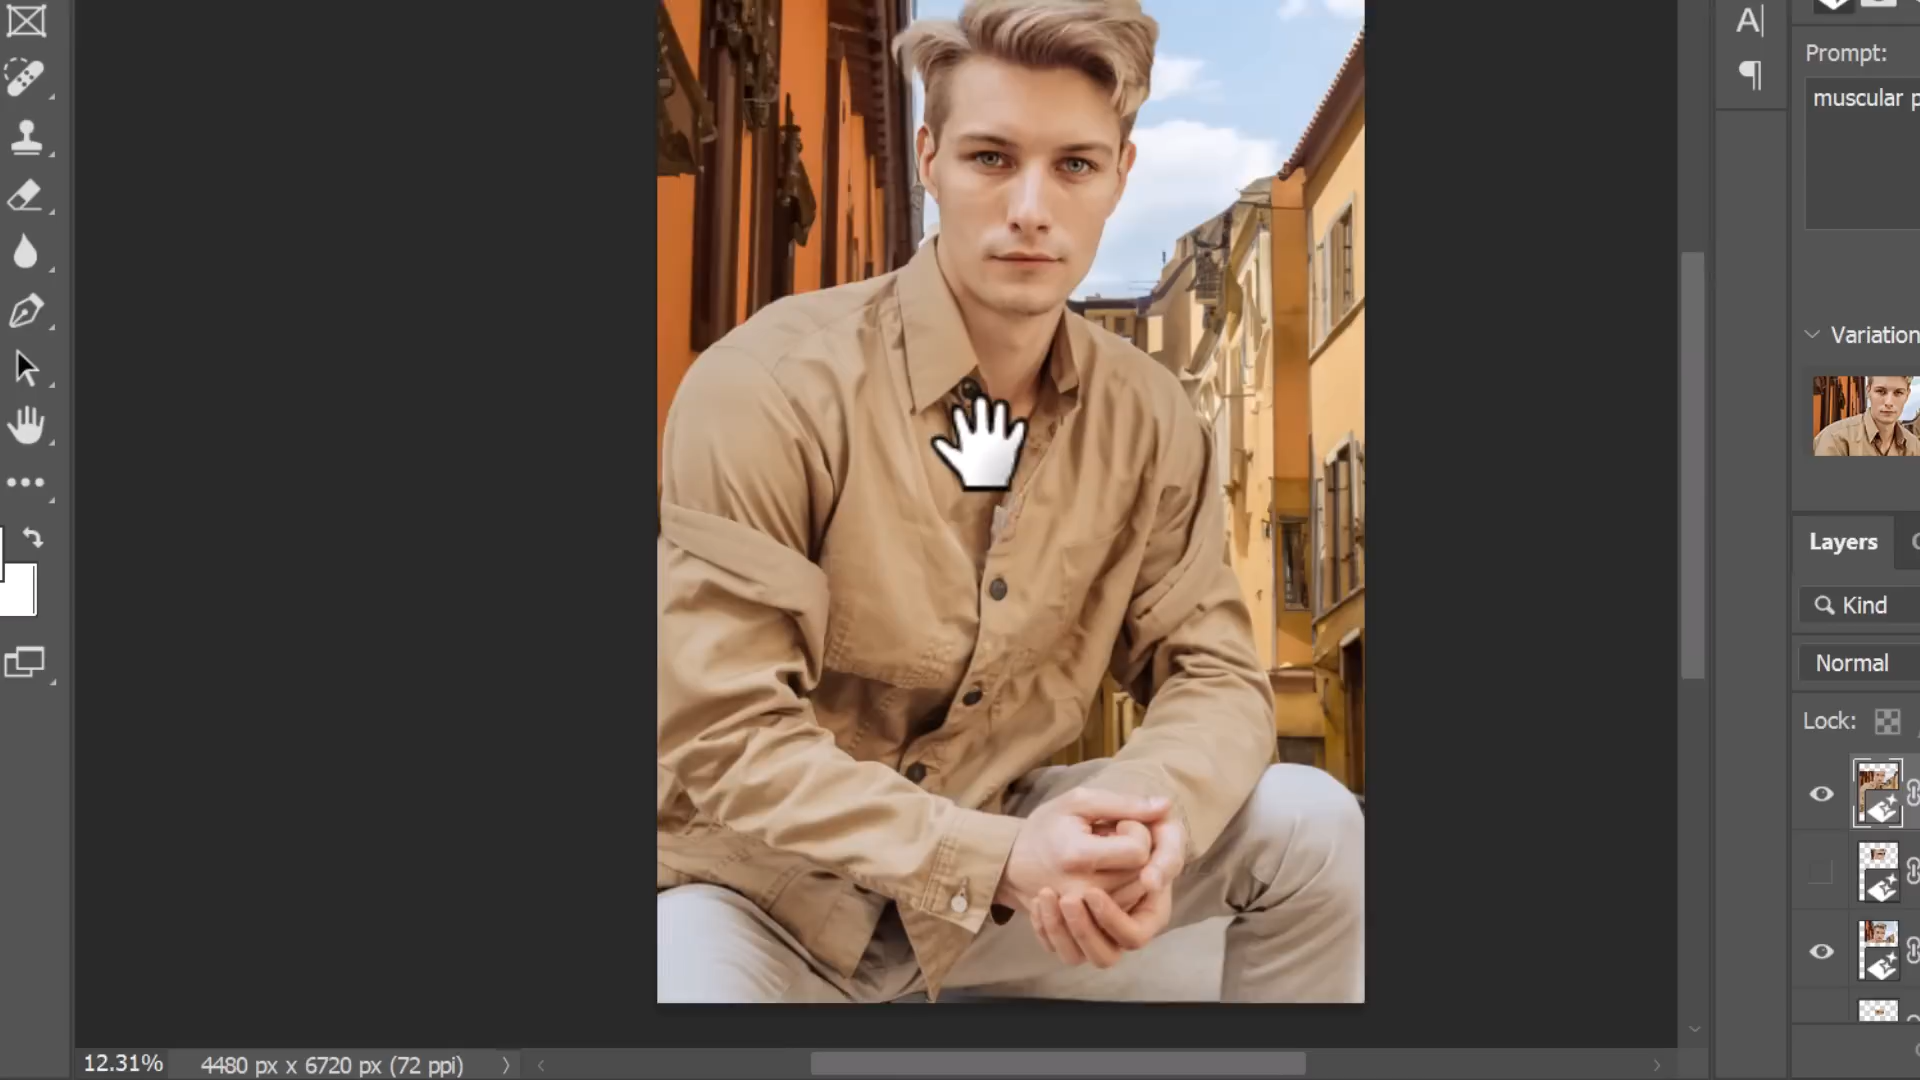 A
Prompt:
muscular p
Variation
Layers
Kind
Normal
Lock:
12.31%
4480 px x 6720 px (72 ppi)